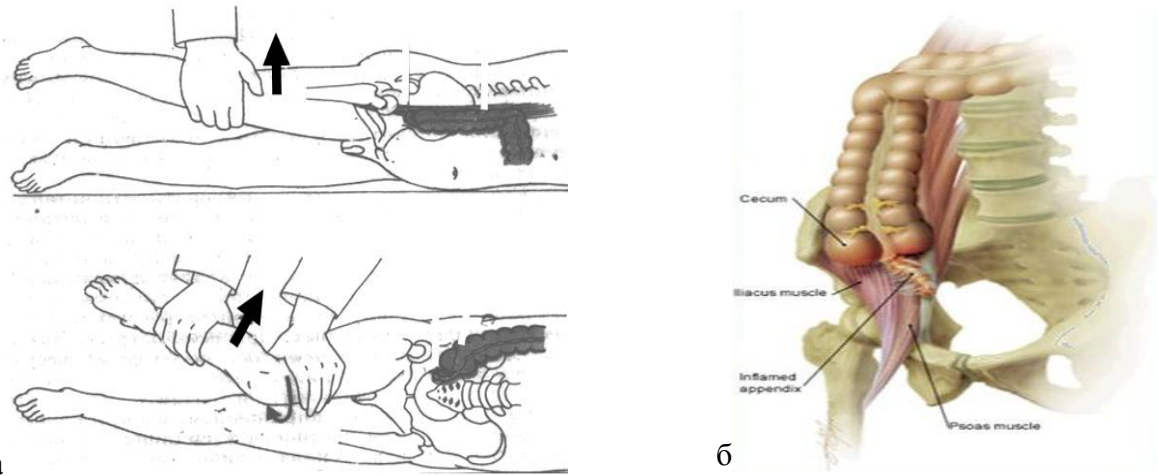 Cecum
Iliacus muscle
Inflamed
appendix
Psoas muscle
а
б